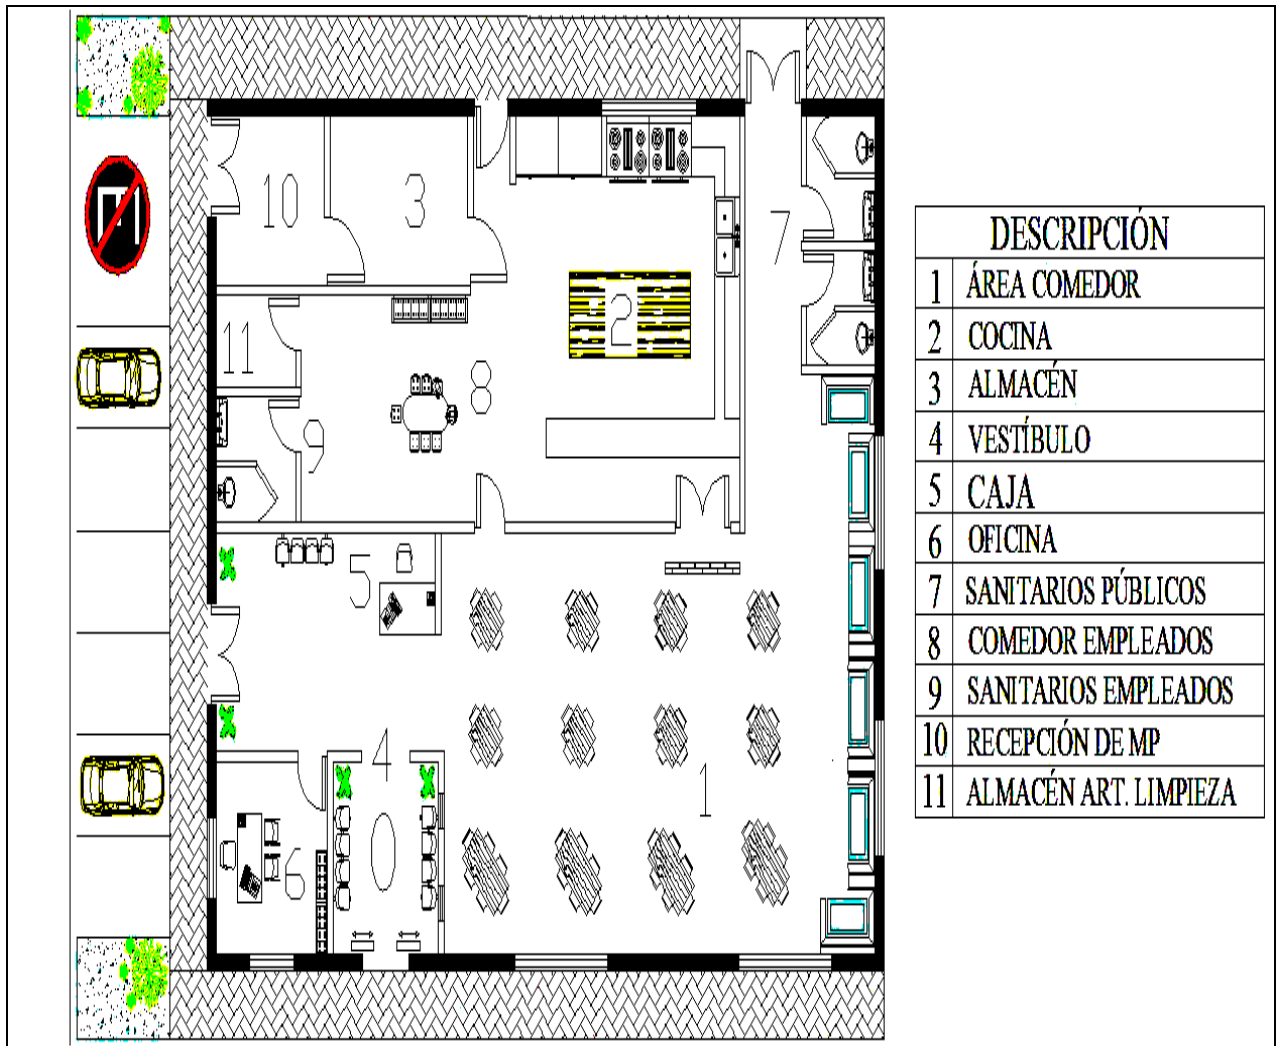 10
3
7
2
11
8
9
5
4
1
6
DESCRIPCIÓN
1 ÁREA COMEDOR
2 COCINA
3 ALMACÉN
4 VESTÍBULO
5 CAJA
6 OFICINA
7 SANITARIOS PÚBLICOS
8 COMEDOR EMPLEADOS
9 SANITARIOS EMPLEADOS
10 RECEPCIÓN DE MP
11 ALMACÉN ART. LIMPIEZA